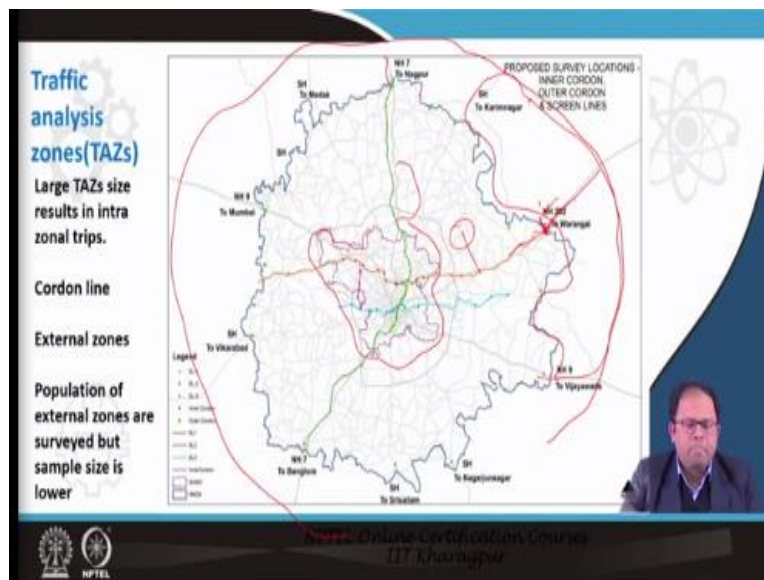 Traffic
analysis
zones(TAZs)
Large TAZs size
results in intra
zonal trips.
Cordon line
External zones
Population of
external zones are
surveyed but
sample size is
lower
PROPOSED SURVEY LOCATIONS -
INNER CORDON,
OUTER CORDON
& SCREEN LINES
NH 7
To Nagpur
SH
To Medak
SH
To Karimnagar
SH
NH 9
To Mumbai
NH 202
To Warangal
SH
To Vikarabad
NH 9
To Vijayawada
NH 7
To Banglore
SH
To Srisailam
SH
To Nagarjunsagar
Legend
NPTEL Online Certification Courses
IIT Kharagpur
NPTEL